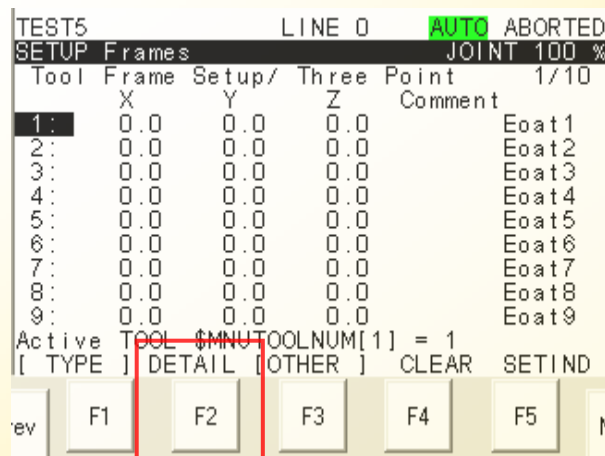 TEST5 LINE 0 AUTO ABORTED
SETUP Frames JOINT 100 %
Tool Frame Setup/ Three Point 1/10
X Y Z Comment
1: 0.0 0.0 0.0 Eoat1
2: 0.0 0.0 0.0 Eoat2
3: 0.0 0.0 0.0 Eoat3
4: 0.0 0.0 0.0 Eoat4
5: 0.0 0.0 0.0 Eoat5
6: 0.0 0.0 0.0 Eoat6
7: 0.0 0.0 0.0 Eoat7
8: 0.0 0.0 0.0 Eoat8
9: 0.0 0.0 0.0 Eoat9
Active TOOL $MNUTOOLNUM[1] = 1
[ TYPE ] DETAIL [OTHER ] CLEAR SETIND
F1 F2 F3 F4 F5